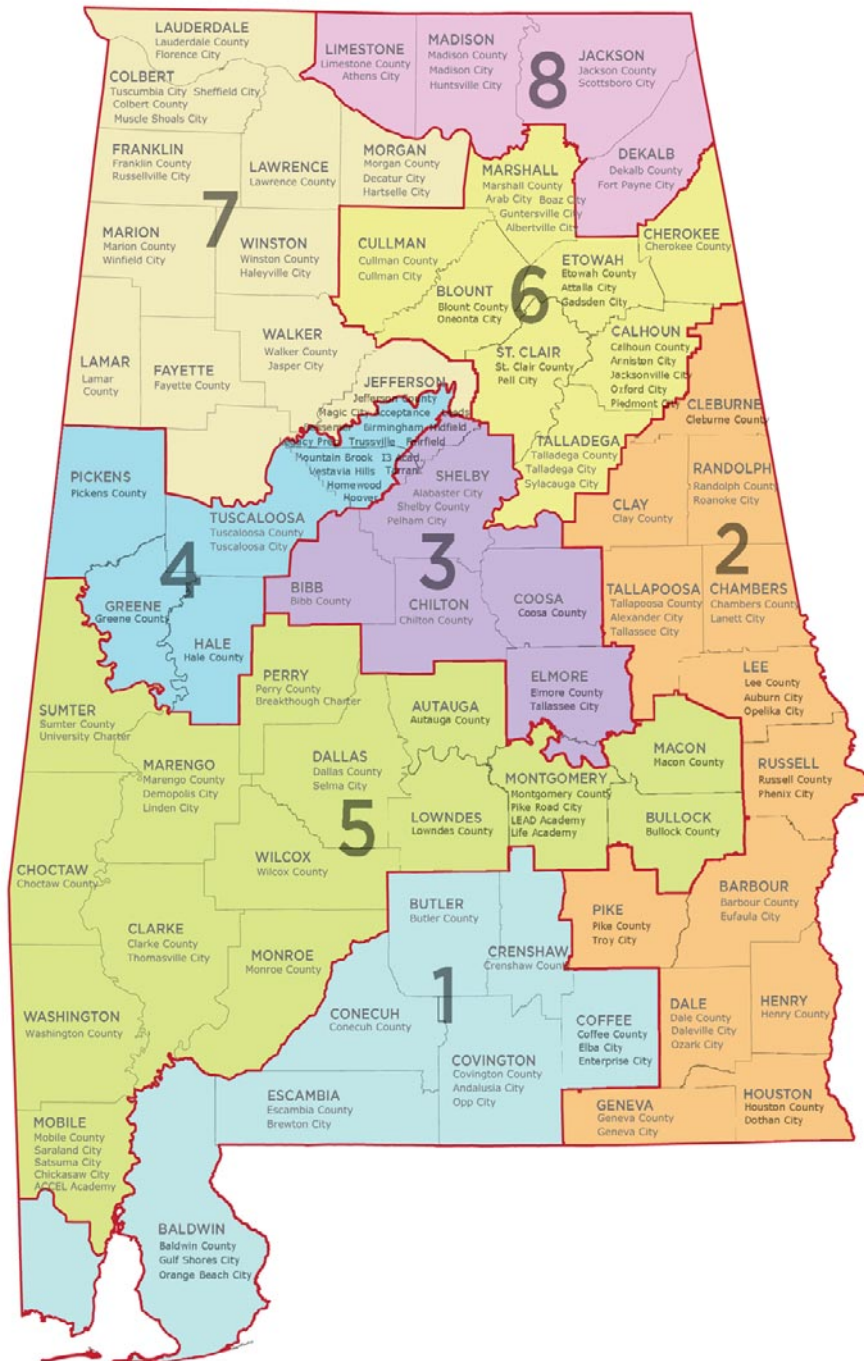 LAUDERDALE
Lauderdale County
Florence City
COLBERT
Tuscumbia City Sheffield City
Colbert County
Muscle Shoals City
FRANKLIN
Franklin County
Russellville City
LAWRENCE
Lawrence County
MORGAN
Morgan County
Decatur City
Hartselle City
7
MARION
Marion County
Winfield City
WINSTON
Winston County
Haleyville City
WALKER
Walker County
Jasper City
LAMAR
Lamar
County
FAYETTE
Fayette County
JEFFERSON
Jefferson County
Magic City Acceptance Leeds
Bessemer Birmingham Midfield
Legacy Prep Trussville Fairfield
Mountain Brook I3 Acad.
Vestavia Hills Tarrant
Homewood
Hoover
LIMESTONE
Limestone County
Athens City
MADISON
Madison County
Madison City
Huntsville City
8
JACKSON
Jackson County
Scottsboro City
DEKALB
Dekalb County
Fort Payne City
MARSHALL
Marshall County
Arab City Boaz City
Guntersville City
Albertville City
CULLMAN
Cullman County
Cullman City
BLOUNT
Blount County
Oneonta City
6
ETOWAH
Etowah County
Attalla City
Gadsden City
CHEROKEE
Cherokee County
ST. CLAIR
St. Clair County
Pell City
CALHOUN
Calhoun County
Anniston City
Jacksonville City
Oxford City
Piedmont City
TALLADEGA
Talladega County
Talladega City
Sylacauga City
CLEBURNE
Cleburne County
RANDOLPH
Randolph County
Roanoke City
CLAY
Clay County
2
TALLAPOOSA
Tallapoosa County
Alexander City
Tallassee City
CHAMBERS
Chambers County
Lanett City
LEE
Lee County
Auburn City
Opelika City
RUSSELL
Russell County
Phenix City
PICKENS
Pickens County
TUSCALOOSA
Tuscaloosa County
Tuscaloosa City
4
GREENE
Greene County
HALE
Hale County
SHELBY
Alabaster City
Shelby County
Pelham City
3
BIBB
Bibb County
CHILTON
Chilton County
COOSA
Coosa County
ELMORE
Elmore County
Tallassee City
SUMTER
Sumter County
University Charter
PERRY
Perry County
Breakthough Charter
AUTAUGA
Autauga County
MARENGO
Marengo County
Demopolis City
Linden City
DALLAS
Dallas County
Selma City
5
LOWNDES
Lowndes County
MONTGOMERY
Montgomery County
Pike Road City
LEAD Academy
Life Academy
MACON
Macon County
BULLOCK
Bullock County
CHOCTAW
Choctaw County
WILCOX
Wilcox County
CLARKE
Clarke County
Thomasville City
MONROE
Monroe County
WASHINGTON
Washington County
MOBILE
Mobile County
Saraland City
Satsuma City
Chickasaw City
ACCEL Academy
BUTLER
Butler County
CRENSHAW
Crenshaw County
1
CONECUH
Conecuh County
COFFEE
Coffee County
Elba City
Enterprise City
COVINGTON
Covington County
Andalusia City
Opp City
ESCAMBIA
Escambia County
Brewton City
BALDWIN
Baldwin County
Gulf Shores City
Orange Beach City
PIKE
Pike County
Troy City
BARBOUR
Barbour County
Eufaula City
DALE
Dale County
Daleville City
Ozark City
HENRY
Henry County
GENEVA
Geneva County
Geneva City
HOUSTON
Houston County
Dothan City